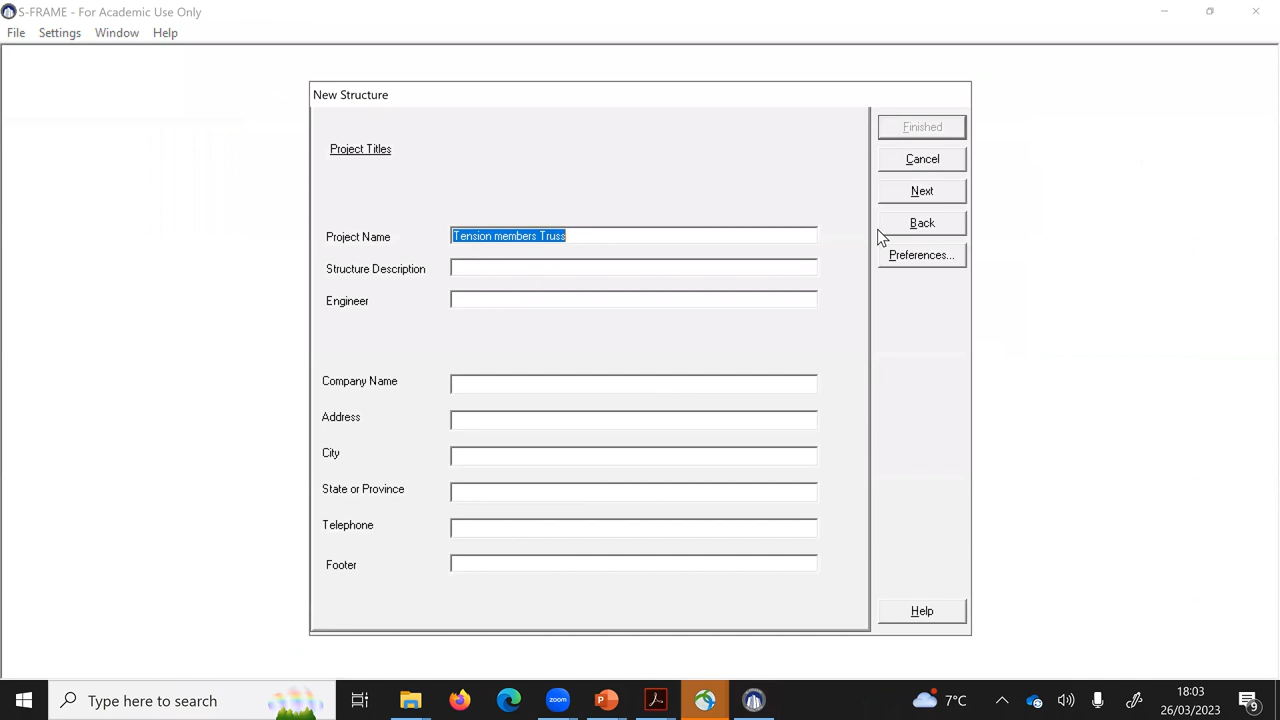 S-FRAME - For Academic Use Only
File Settings Window Help
New Structure
Project Titles
Finished
Cancel
Next
Back
Preferences...
Project Name Tension members Truss
Structure Description
Engineer
Company Name
Address
City
State or Province
Telephone
Footer
Help
Type here to search
zoom
7°C
18:03
26/03/2023
9